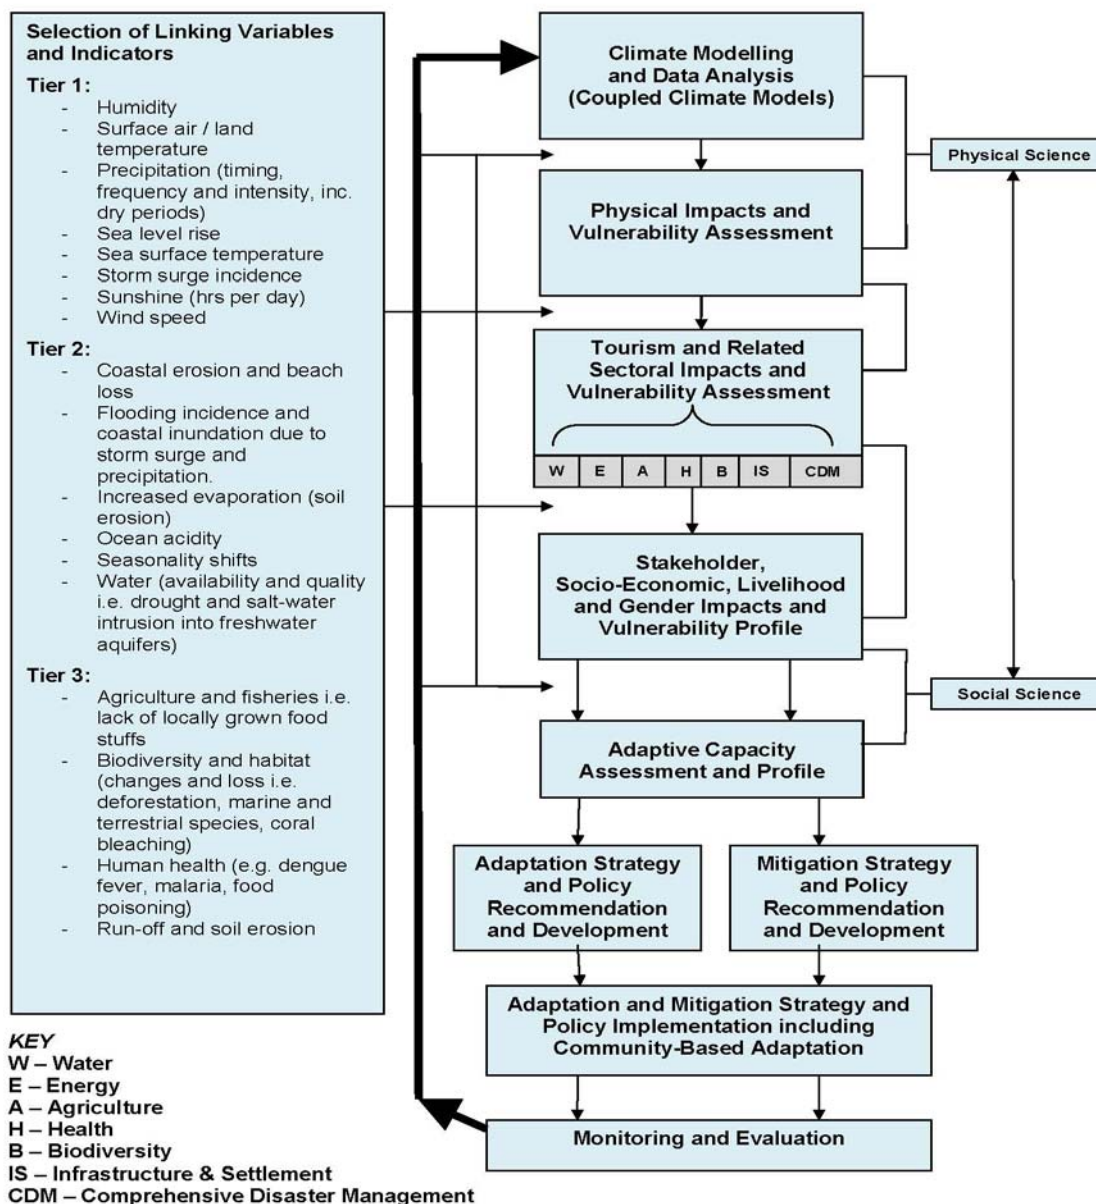 Selection of Linking Variables
and Indicators
Tier 1:
- Humidity
- Surface air / land
temperature
- Precipitation (timing,
frequency and intensity, inc.
dry periods)
- Sea level rise
- Sea surface temperature
- Storm surge incidence
- Sunshine (hrs per day)
- Wind speed
Tier 2:
- Coastal erosion and beach
loss
- Flooding incidence and
coastal inundation due to
storm surge and
precipitation.
- Increased evaporation (soil
erosion)
- Ocean acidity
- Seasonality shifts
- Water (availability and quality
i.e. drought and salt-water
intrusion into freshwater
aquifers)
Tier 3:
- Agriculture and fisheries i.e.
lack of locally grown food
stuffs
- Biodiversity and habitat
(changes and loss i.e.
deforestation, marine and
terrestrial species, coral
bleaching)
- Human health (e.g. dengue
fever, malaria, food
poisoning)
- Run-off and soil erosion
Climate Modelling
and Data Analysis
(Coupled Climate Models)
Physical Science
Physical Impacts and
Vulnerability Assessment
Tourism and Related
Sectoral Impacts and
Vulnerability Assessment
W E A H B IS CDM
Stakeholder,
Socio-Economic, Livelihood
and Gender Impacts and
Vulnerability Profile
Social Science
Adaptive Capacity
Assessment and Profile
Adaptation Strategy
and Policy
Recommendation
and Development
Mitigation Strategy
and Policy
Recommendation
and Development
Adaptation and Mitigation Strategy and
Policy Implementation including
Community-Based Adaptation
Monitoring and Evaluation
KEY
W – Water
E – Energy
A – Agriculture
H – Health
B – Biodiversity
IS – Infrastructure & Settlement
CDM – Comprehensive Disaster Management